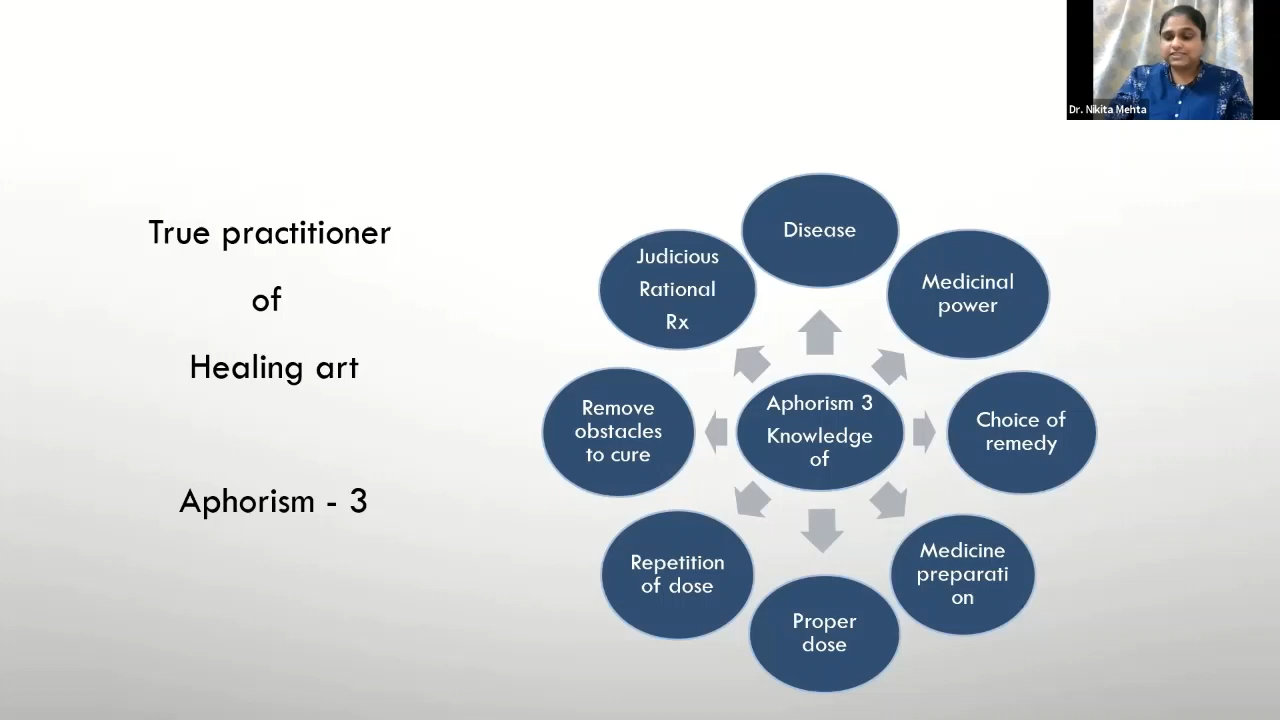 Dr. Nikita Mehta
True practitioner
of
Healing art
Aphorism - 3
Disease
Medicinal
power
Choice of
remedy
Medicine
preparati
on
Proper
dose
Repetition
of dose
Remove
obstacles
to cure
Judicious
Rational
Rx
Aphorism 3
Knowledge
of